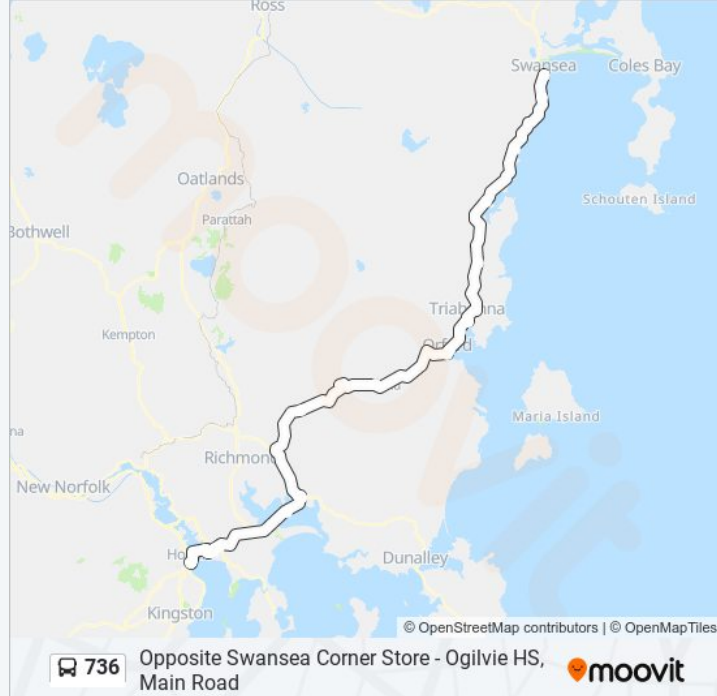 Ross
Swansea
Coles Bay
Oatlands
Schouten Island
Parattah
Bothwell
Kempton
Maria Island
Richmond
New Norfolk
Dunalley
Kingston
© OpenStreetMap contributors | © OpenMapTiles
736
Opposite Swansea Corner Store - Ogilvie HS,
Main Road
moovit